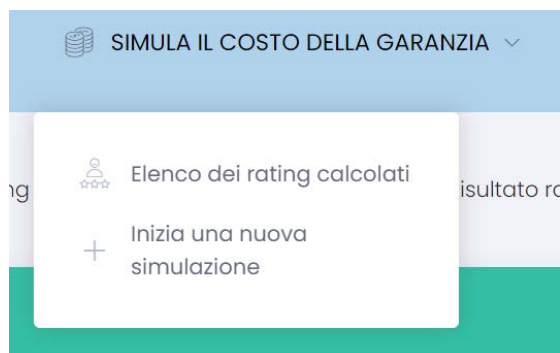 SIMULA IL COSTO DELLA GARANZIA
Elenco dei rating calcolati
Inizia una nuova
simulazione